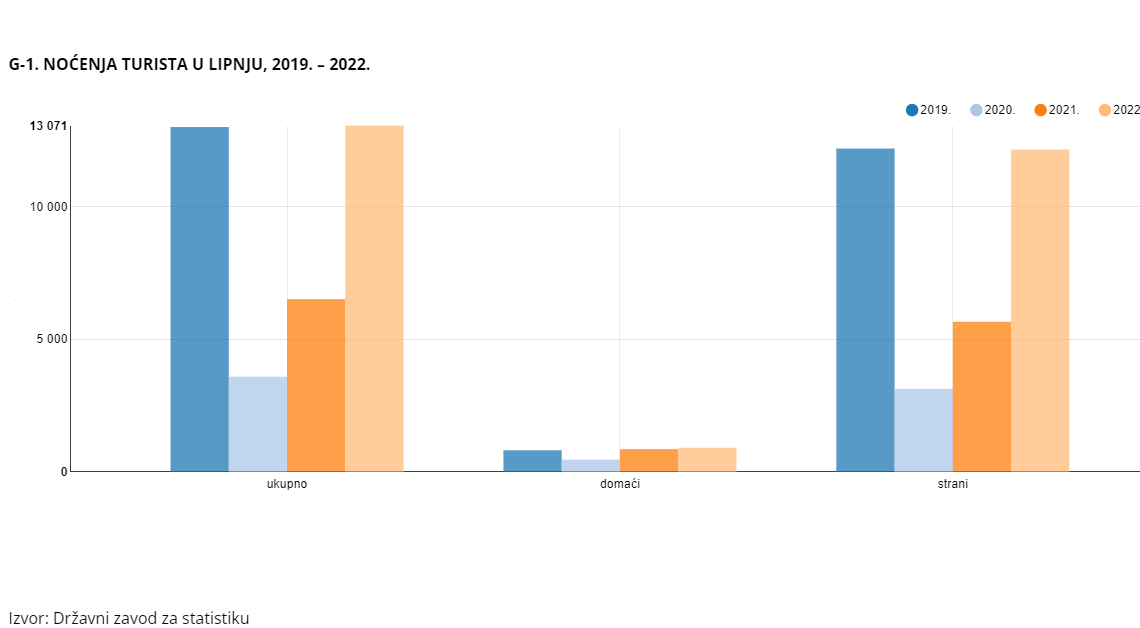 G-1. NOĆENJA TURISTA U LIPNJU, 2019. – 2022.
2019. 2020. 2021. 2022
13 071
10 000
5 000
0
ukupno domaći strani
Izvor: Državni zavod za statistiku